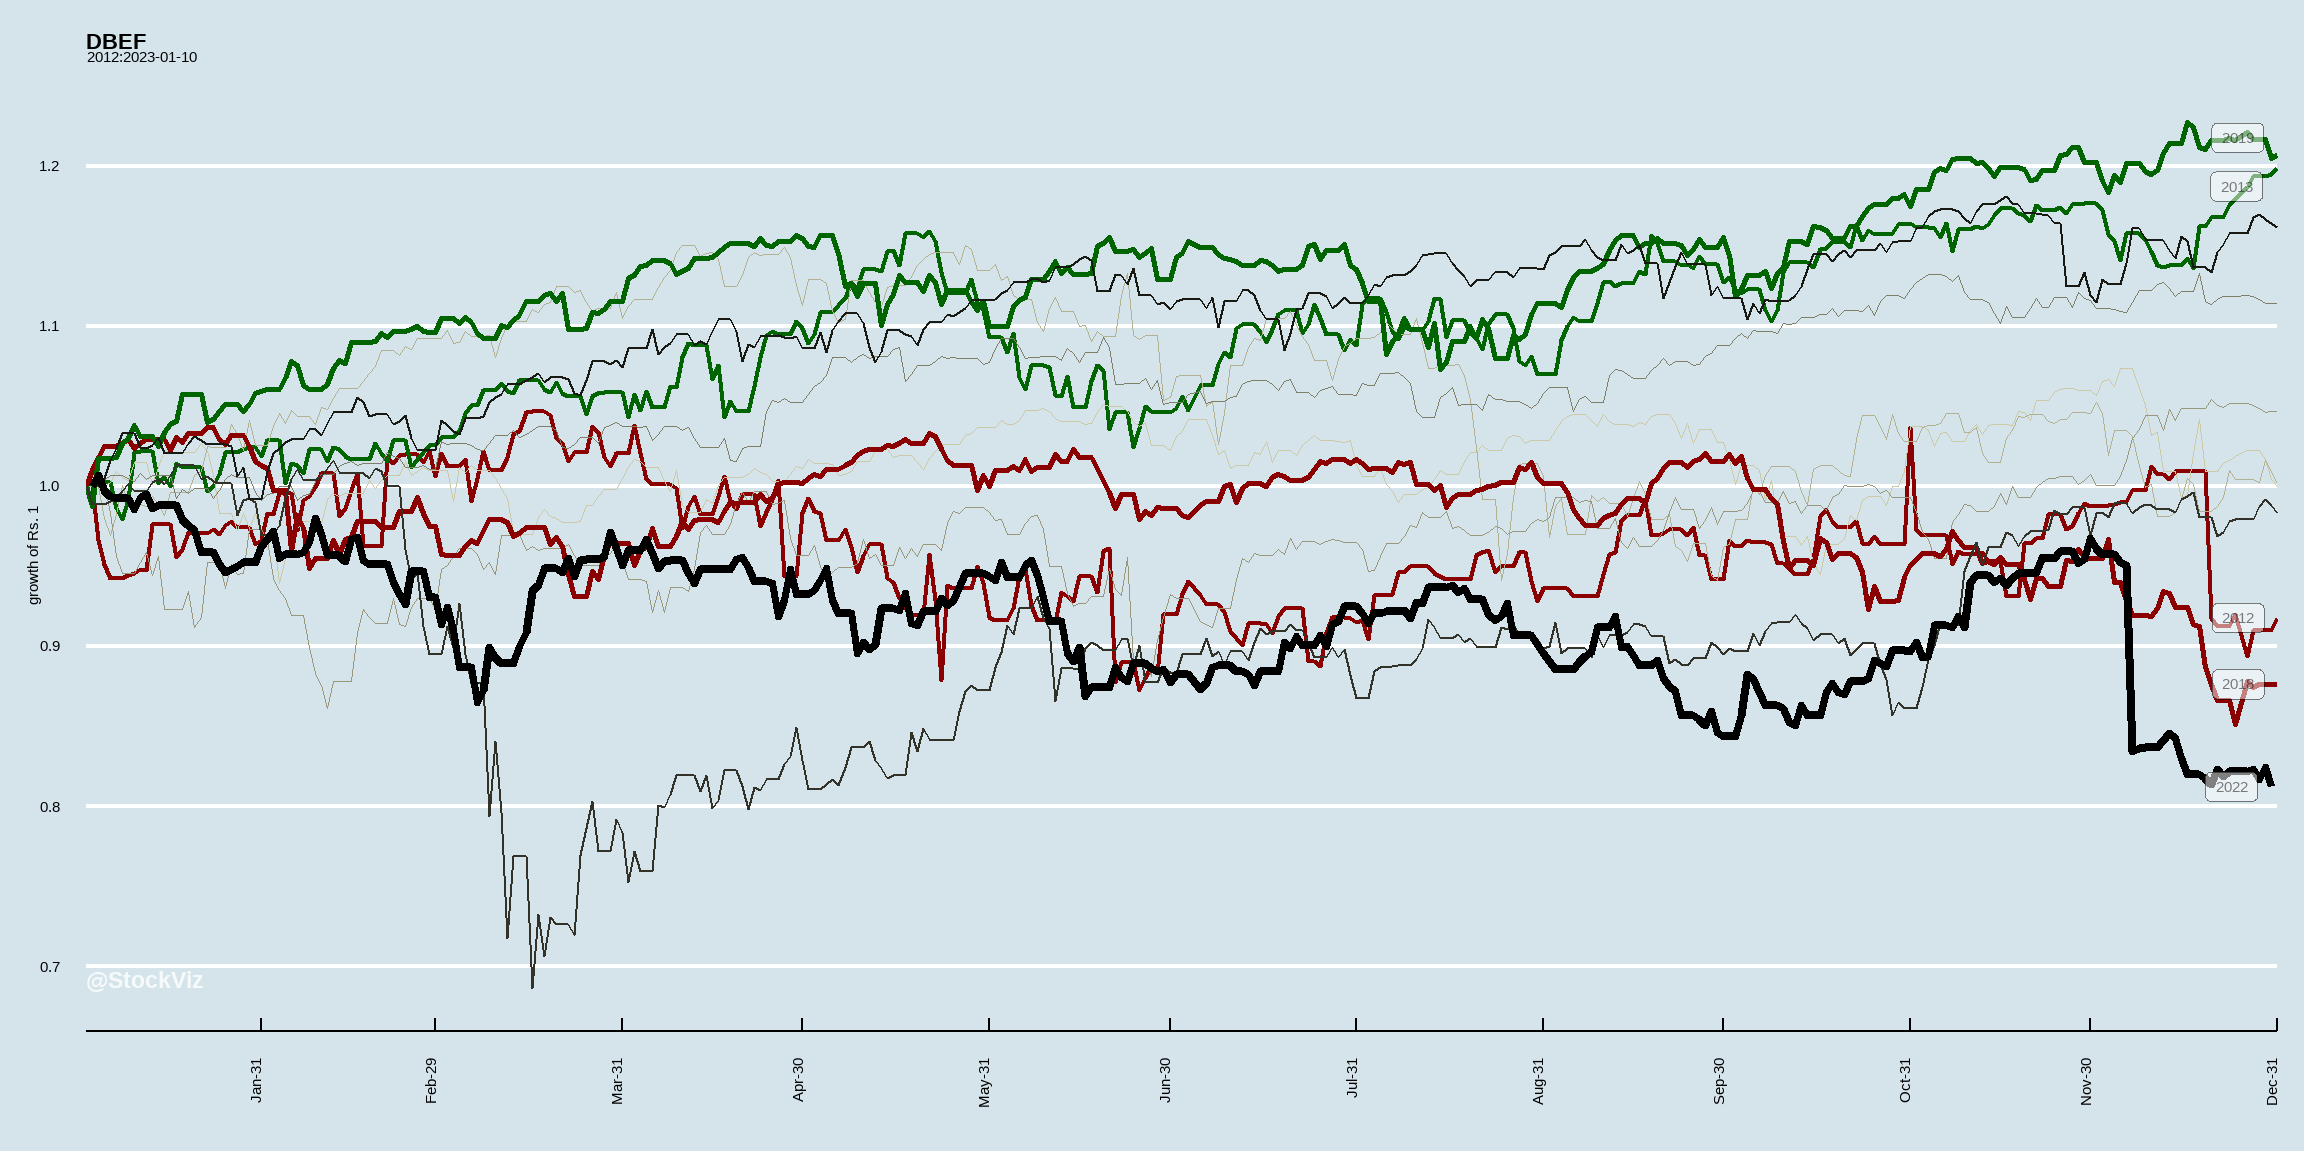 DBEF
2012:2023-01-10
1.2
1.1
1.0
0.9
0.8
0.7
growth of Rs. 1
2019
2013
2012
2018
2022
@StockViz
Jan-31
Feb-29
Mar-31
Apr-30
May-31
Jun-30
Jul-31
Aug-31
Sep-30
Oct-31
Nov-30
Dec-31